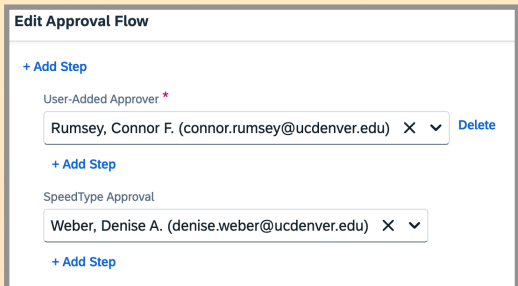 Edit Approval Flow
+ Add Step
User-Added Approver *
Rumsey, Connor F. (connor.rumsey@ucdenver.edu) Delete
+ Add Step
SpeedType Approval
Weber, Denise A. (denise.weber@ucdenver.edu)
+ Add Step